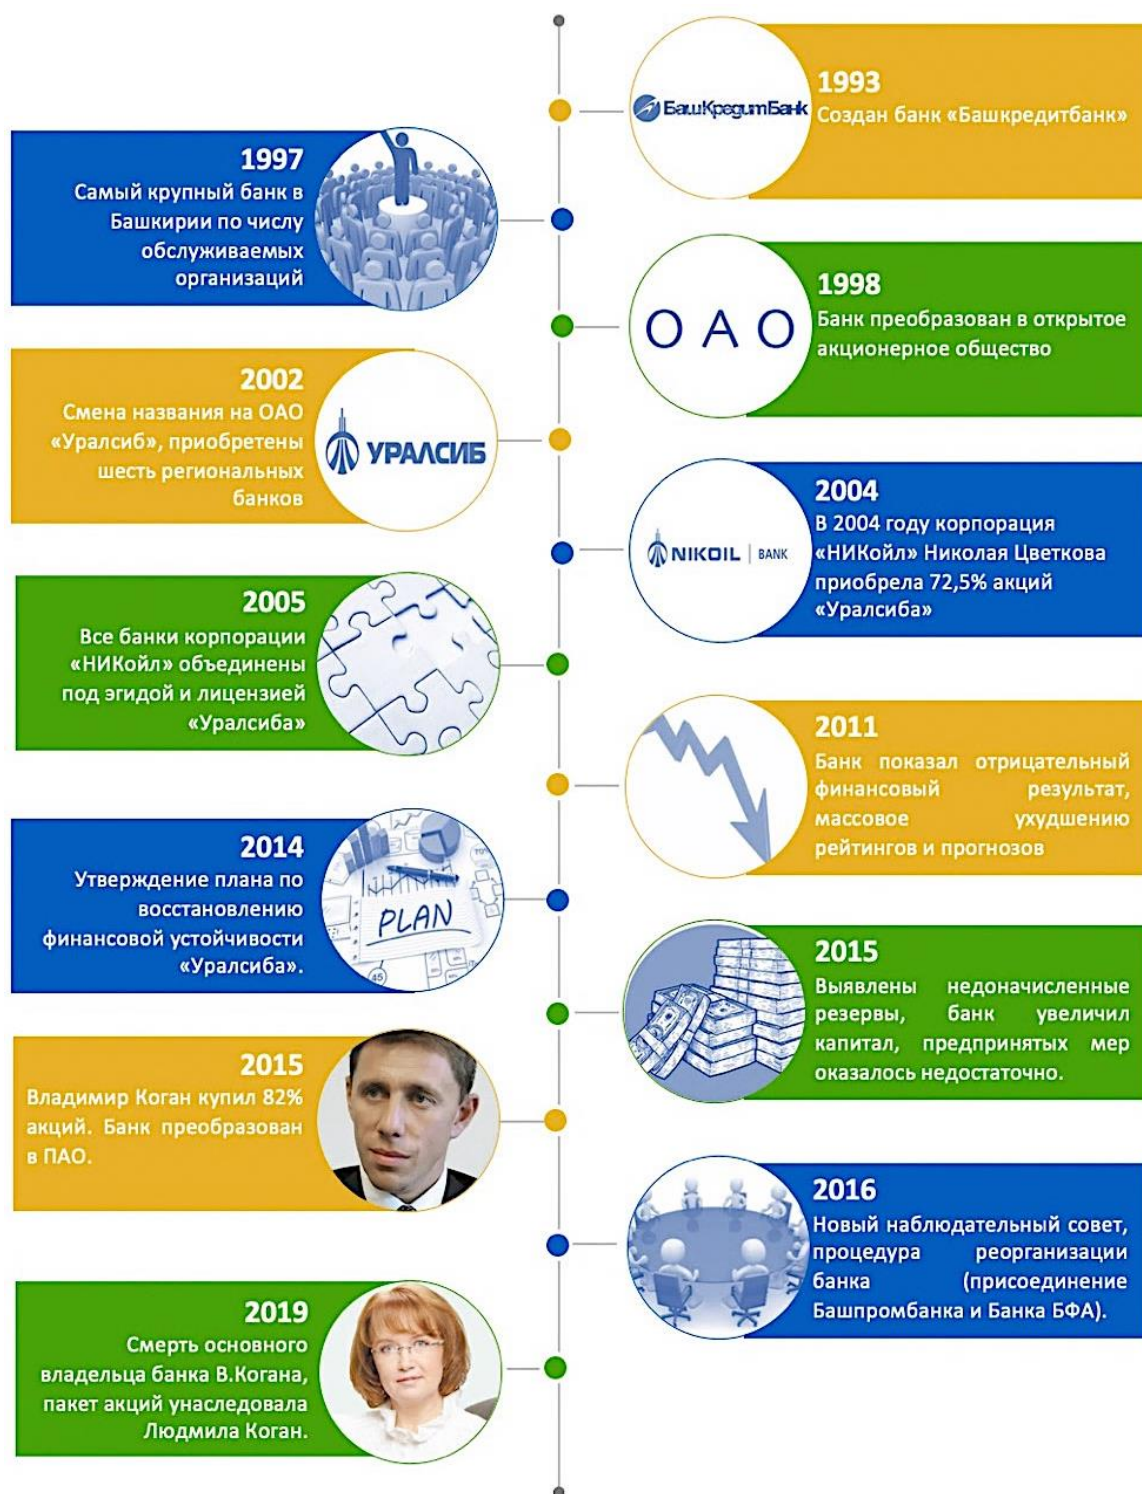 1993
БашКредитБанк
Создан банк «Башкредитбанк»
1997
Самый крупный банк в
Башкирии по числу
обслуживаемых
организаций
1998
ОАО
Банк преобразован в открытое
акционерное общество
2002
Смена названия на ОАО
«Уралсиб», приобретены
шесть региональных
банков
УРАЛСИБ
2004
В 2004 году корпорация
«НИКойл» Николая Цветкова
приобрела 72,5% акций
«Уралсиба»
NIKOIL | BANK
2005
Все банки корпорации
«НИКойл» объединены
под эгидой и лицензией
«Уралсиба»
2011
Банк показал отрицательный
финансовый результат,
массовое ухудшению
рейтингов и прогнозов
2014
Утверждение плана по
восстановлению
финансовой устойчивости
«Уралсиба».
PLAN
45
2015
Выявлены недоначисленные
резервы, банк увеличил
капитал, предпринятых мер
оказалось недостаточно.
2015
Владимир Коган купил 82%
акций. Банк преобразован
в ПАО.
2016
Новый наблюдательный совет,
процедура реорганизации
банка (присоединение
Башпромбанка и Банка БФА).
2019
Смерть основного
владельца банка В.Когана,
пакет акций унаследовала
Людмила Коган.